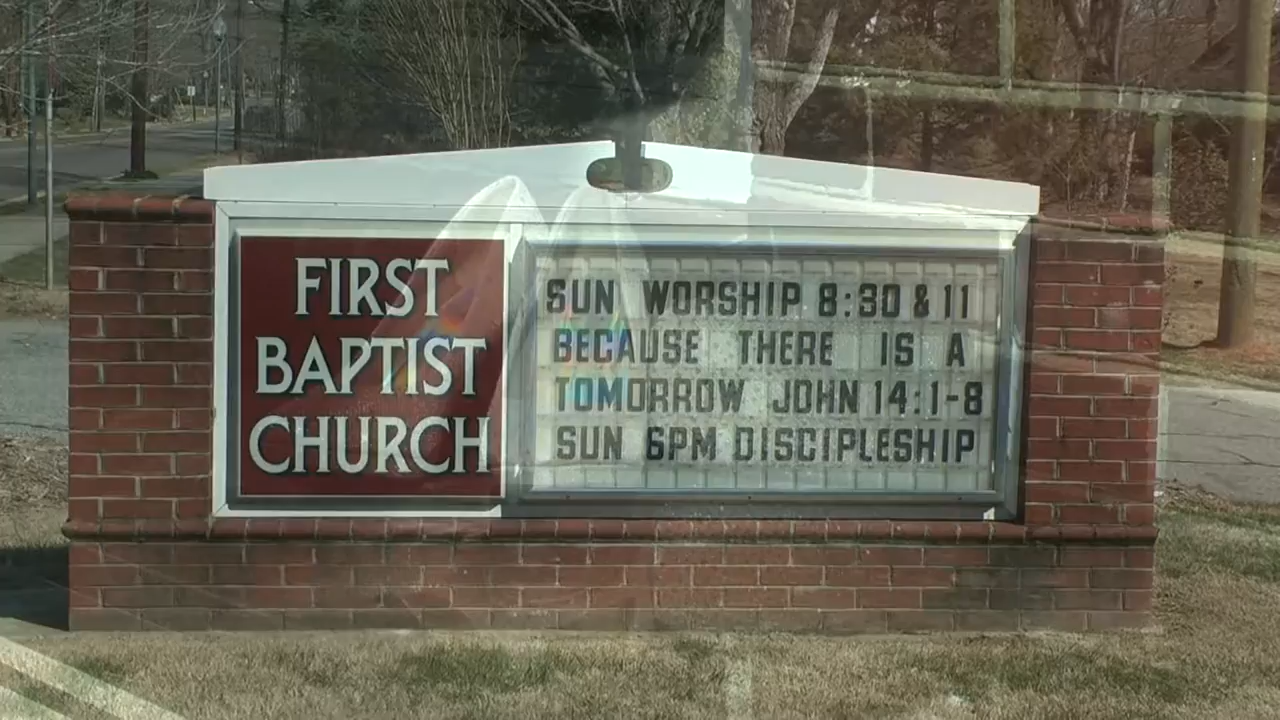 FIRST
BAPTIST
CHURCH
SUN WORSHIP 8:30 & 11
BECAUSE THERE IS A
TOMORROW JOHN 14:1-8
SUN 6PM DISCIPLESHIP